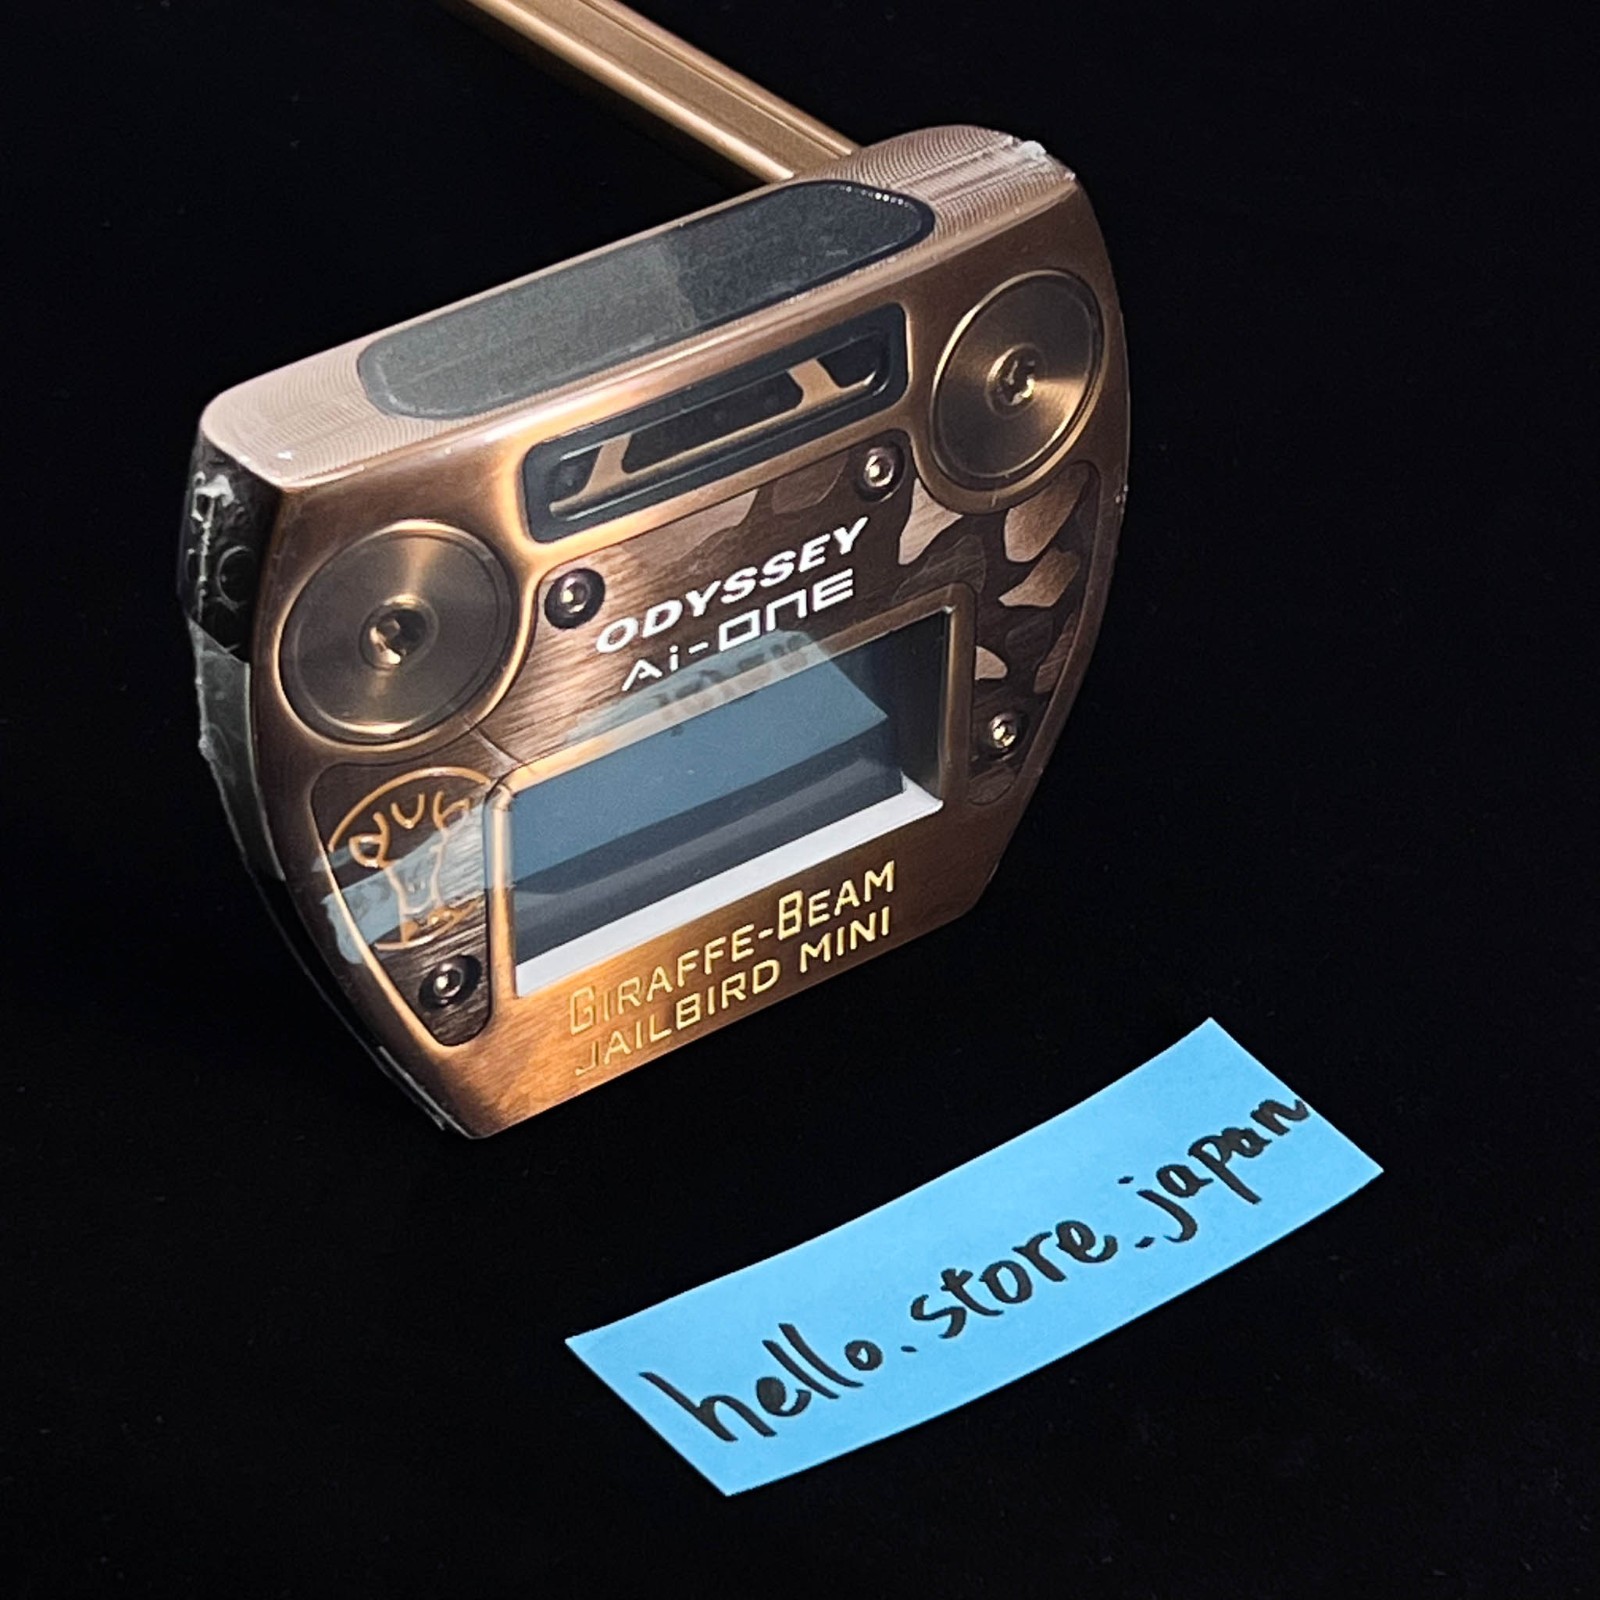 ODYSSEY
Ai-ONE
GIRAFFE-BEAM
JAILBIRD MINI
hello.store.japan